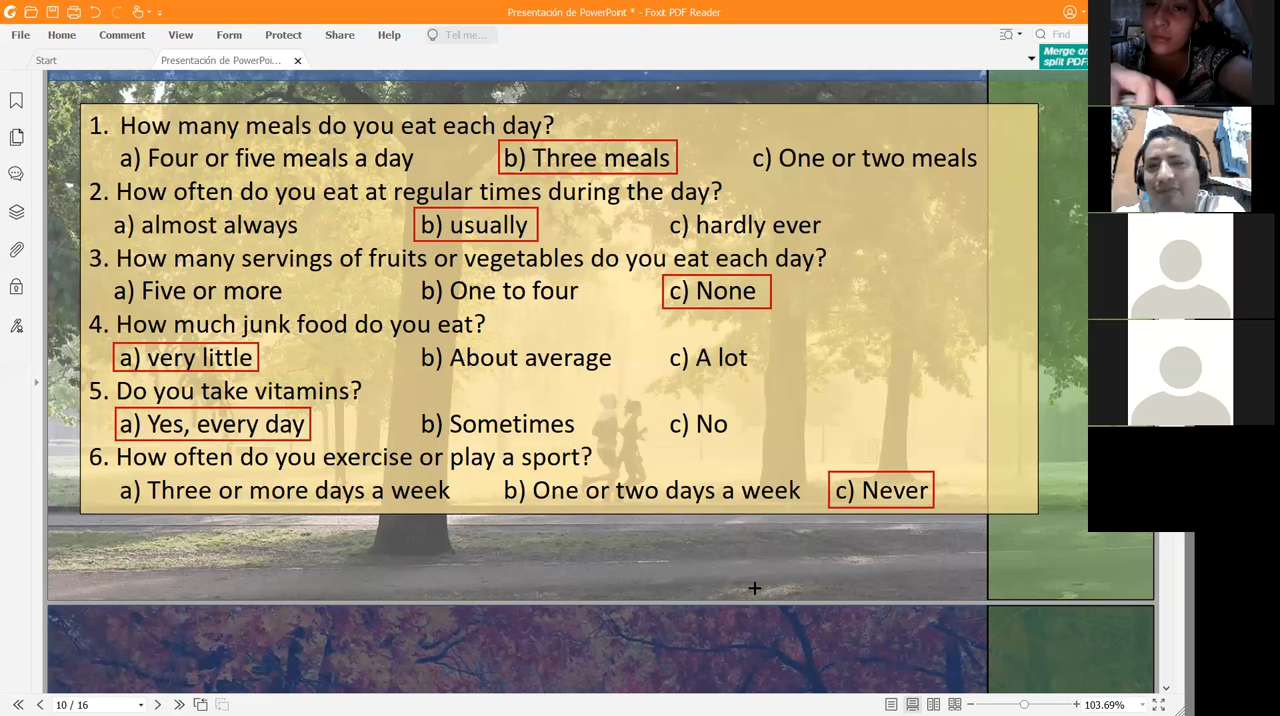 Presentación de PowerPoint * - Foxit PDF Reader
File Home Comment View Form Protect Share Help Tell me... Find
Start Presentación de PowerPoi...
Merge an
split PDF
1. How many meals do you eat each day?
a) Four or five meals a day b) Three meals c) One or two meals
2. How often do you eat at regular times during the day?
a) almost always b) usually c) hardly ever
3. How many servings of fruits or vegetables do you eat each day?
a) Five or more b) One to four c) None
4. How much junk food do you eat?
a) very little b) About average c) A lot
5. Do you take vitamins?
a) Yes, every day b) Sometimes c) No
6. How often do you exercise or play a sport?
a) Three or more days a week b) One or two days a week c) Never
10 / 16 103.69%